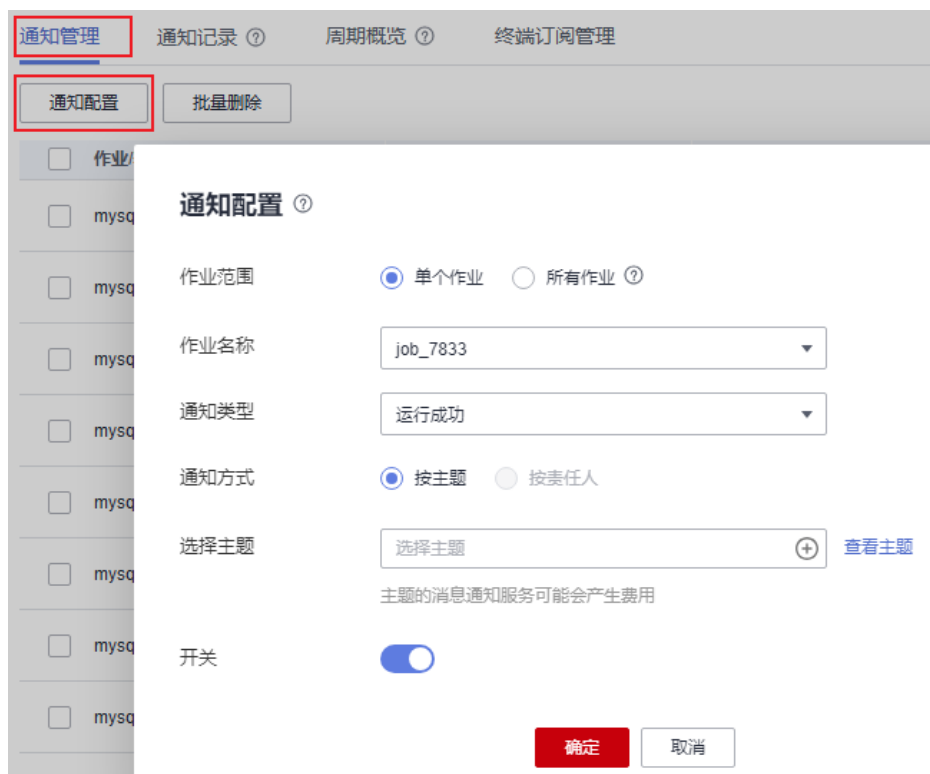 通知管理 通知记录 周期概览 终端订阅管理
通知配置 批量删除
作业/
mysq
mysq
mysq
mysq
mysq
mysq
mysq
mysq
通知配置
作业范围 单个作业 所有作业
作业名称 job_7833
通知类型 运行成功
通知方式 按主题 按责任人
选择主题 选择主题 查看主题
主题的消息通知服务可能会产生费用
开关
确定 取消